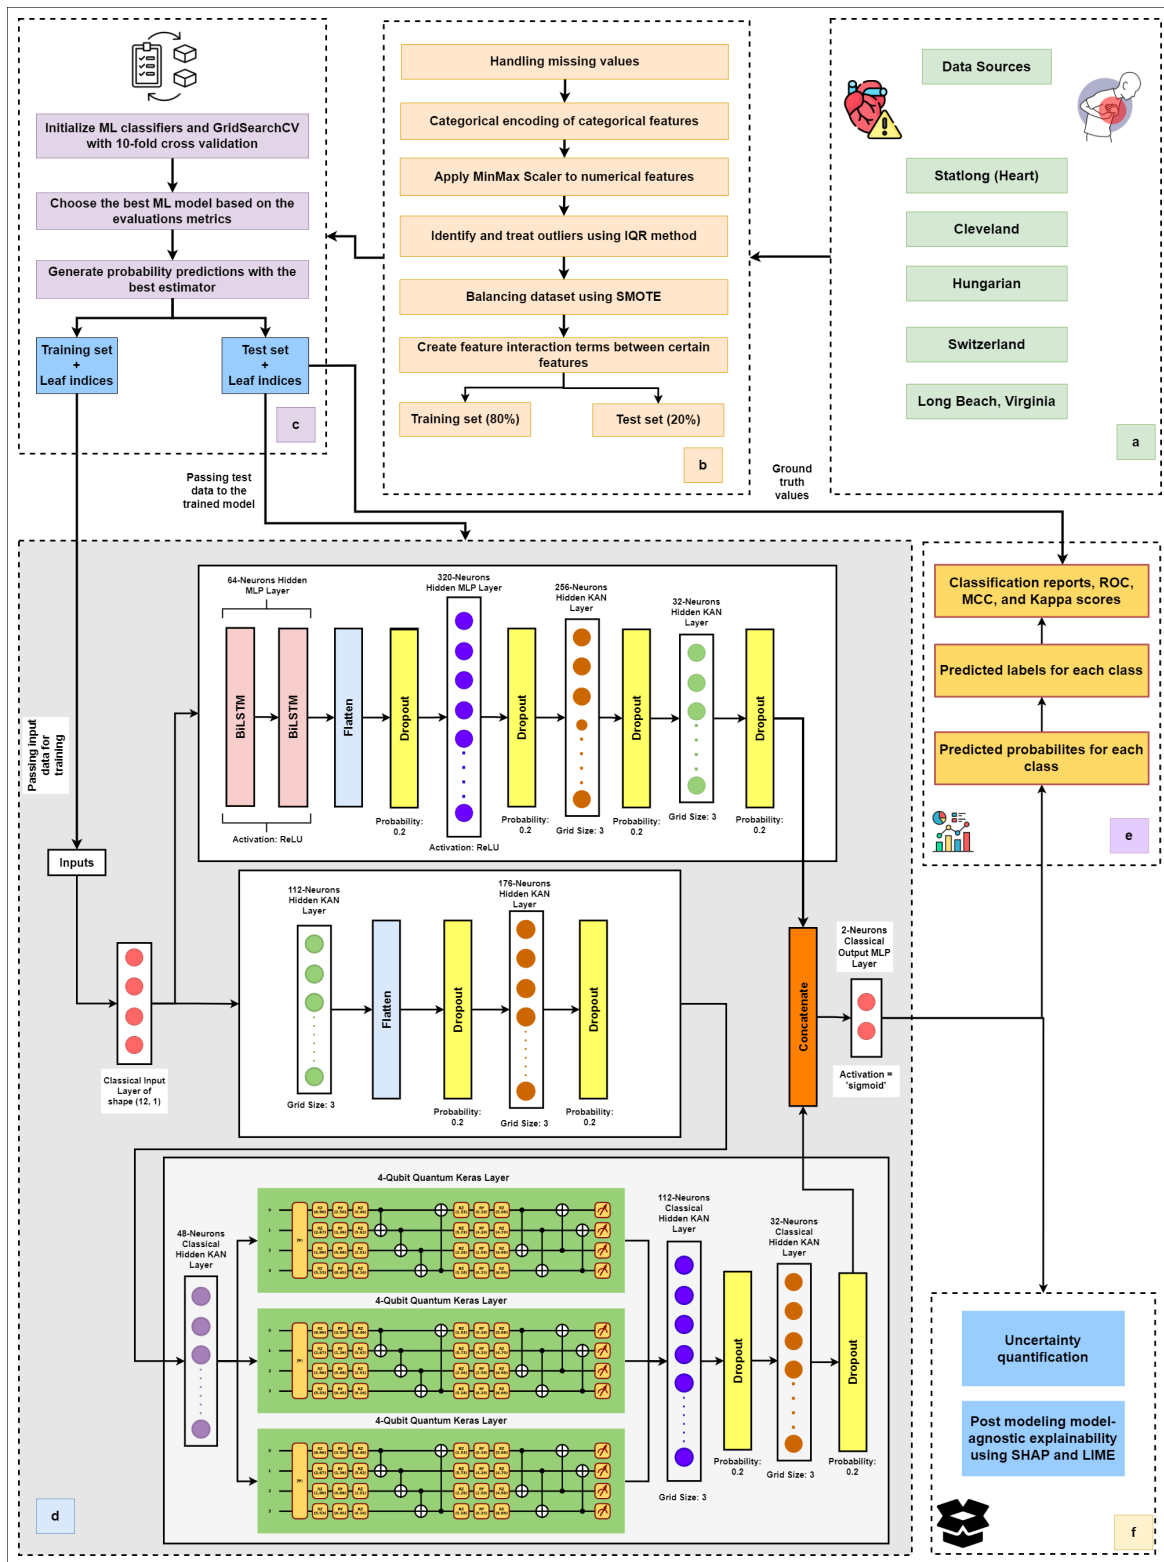 Initialize ML classifiers and GridSearchCV
with 10-fold cross validation
Choose the best ML model based on the
evaluations metrics
Generate probability predictions with the
best estimator
Training set
+
Leaf indices
Test set
+
Leaf indices
c
Handling missing values
Categorical encoding of categorical features
Apply MinMax Scaler to numerical features
Identify and treat outliers using IQR method
Balancing dataset using SMOTE
Create feature interaction terms between certain
features
Training set (80%)
Test set (20%)
b
Data Sources
Statlong (Heart)
Cleveland
Hungarian
Switzerland
Long Beach, Virginia
a
Passing test
data to the
trained model
Ground
truth
values
Passing input
data for
training
Inputs
Classical Input
Layer of
shape (12, 1)
64-Neurons Hidden
MLP Layer
BiLSTM
BiLSTM
Activation: ReLU
Flatten
Dropout
Probability:
0.2
320-Neurons
Hidden MLP Layer
Activation: ReLU
Dropout
Probability:
0.2
256-Neurons
Hidden KAN
Layer
Grid Size: 3
Dropout
Probability:
0.2
32-Neurons
Hidden KAN
Layer
Grid Size: 3
Dropout
Probability:
0.2
112-Neurons
Hidden KAN
Layer
Grid Size: 3
Flatten
Dropout
Probability:
0.2
176-Neurons
Hidden KAN
Layer
Grid Size: 3
Dropout
Probability:
0.2
Concatenate
2-Neurons
Classical
Output MLP
Layer
Activation =
'sigmoid'
48-Neurons
Classical
Hidden KAN
Layer
4-Qubit Quantum Keras Layer
4-Qubit Quantum Keras Layer
4-Qubit Quantum Keras Layer
112-Neurons
Classical
Hidden KAN
Layer
Grid Size: 3
Dropout
Probability:
0.2
32-Neurons
Classical
Hidden KAN
Layer
Grid Size: 3
Dropout
Probability:
0.2
d
Classification reports, ROC,
MCC, and Kappa scores
Predicted labels for each class
Predicted probabilites for each
class
e
Uncertainty
quantification
Post modeling model-
agnostic explainability
using SHAP and LIME
f